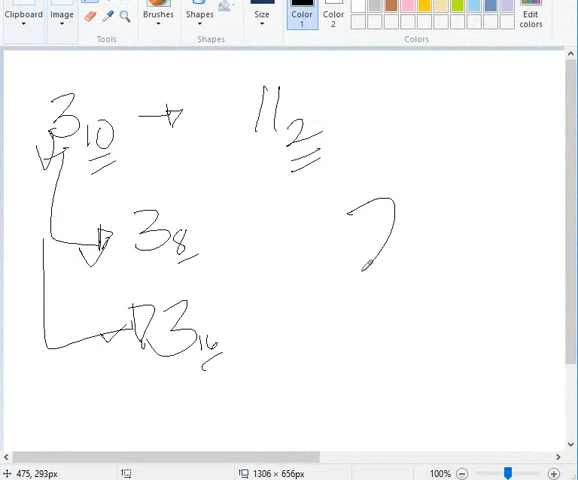 Clipboard Image Brushes Shapes Size Color 1 Color 2 Edit colors
Tools Shapes Colors
3₁₀ → 11₂
3₈
3₁₆
475, 293px 1306 × 656px 100%